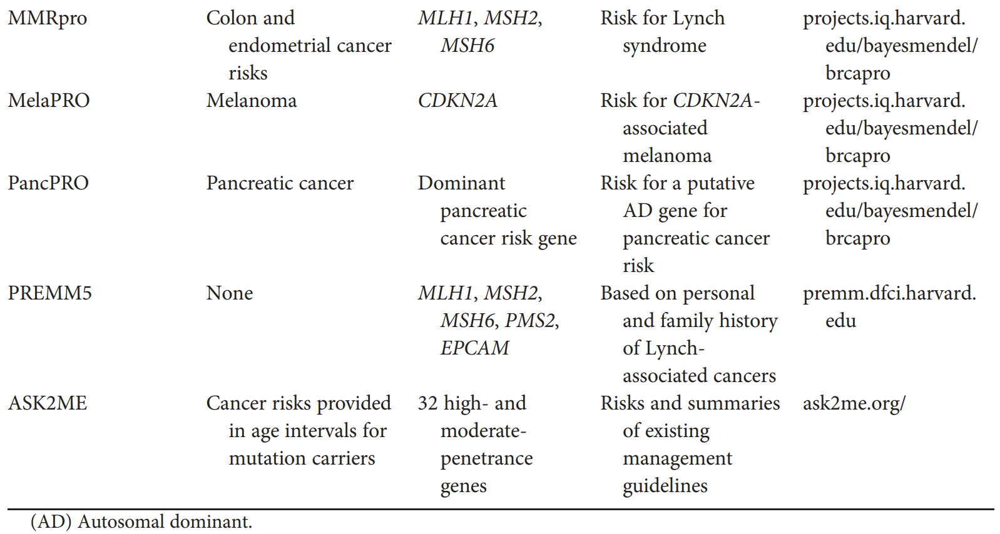 MMRpro Colon and MLH1, MSH2, Risk for Lynch projects.iq.harvard.
endometrial cancer MSH6 syndrome edu/bayesmendel/
risks brcapro
MelaPRO Melanoma CDKN2A Risk for CDKN2A- projects.iq.harvard.
associated edu/bayesmendel/
melanoma brcapro
PancPRO Pancreatic cancer Dominant Risk for a putative projects.iq.harvard.
pancreatic AD gene for edu/bayesmendel/
cancer risk gene pancreatic cancer brcapro
risk
PREMM5 None MLH1, MSH2, Based on personal premm.dfci.harvard.
MSH6, PMS2, and family history edu
EPCAM of Lynch-
associated cancers
ASK2ME Cancer risks provided 32 high- and Risks and summaries ask2me.org/
in age intervals for moderate- of existing
mutation carriers penetrance management
genes guidelines
(AD) Autosomal dominant.